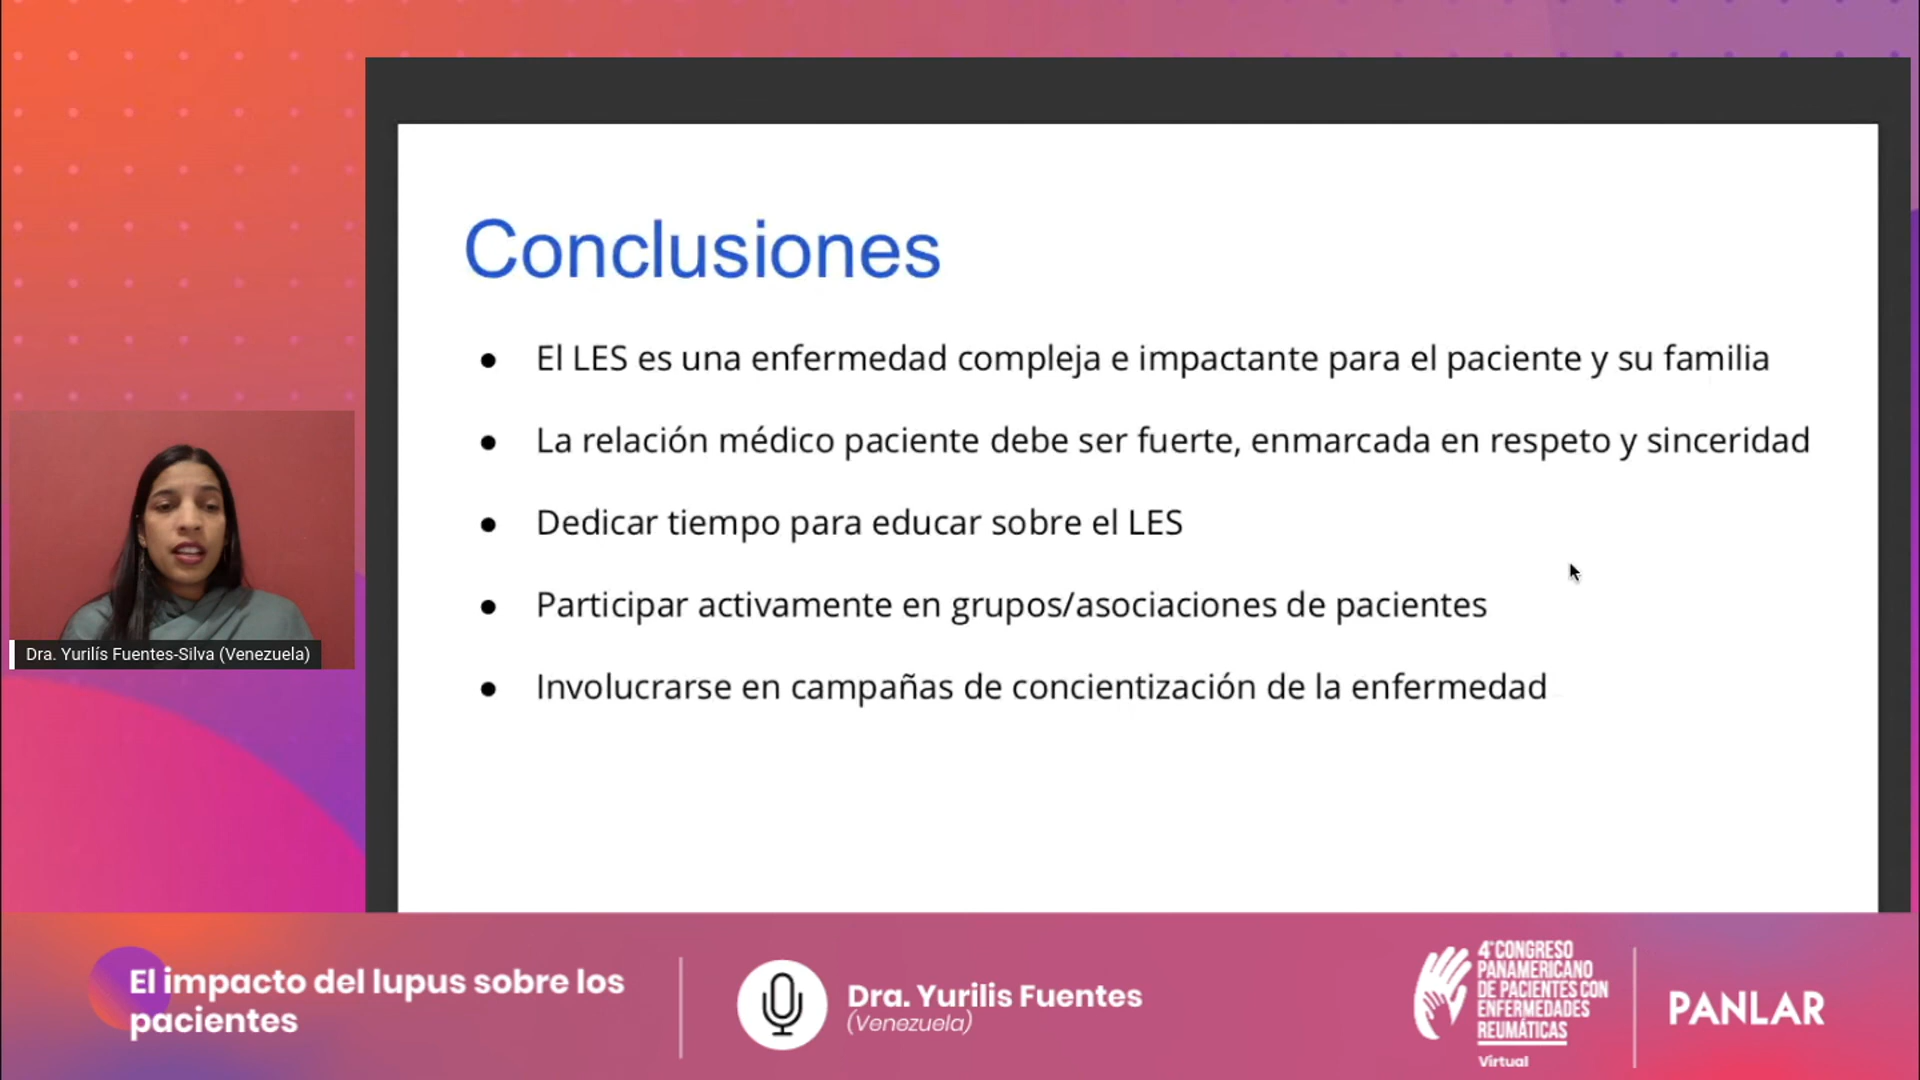 Conclusiones
● El LES es una enfermedad compleja e impactante para el paciente y su familia
● La relación médico paciente debe ser fuerte, enmarcada en respeto y sinceridad
● Dedicar tiempo para educar sobre el LES
● Participar activamente en grupos/asociaciones de pacientes
● Involucrarse en campañas de concientización de la enfermedad
Dra. Yurilís Fuentes-Silva (Venezuela)
El impacto del lupus sobre los
pacientes
Dra. Yurilis Fuentes
(Venezuela)
4° CONGRESO
PANAMERICANO
DE PACIENTES CON
ENFERMEDADES
REUMÁTICAS
Virtual
PANLAR